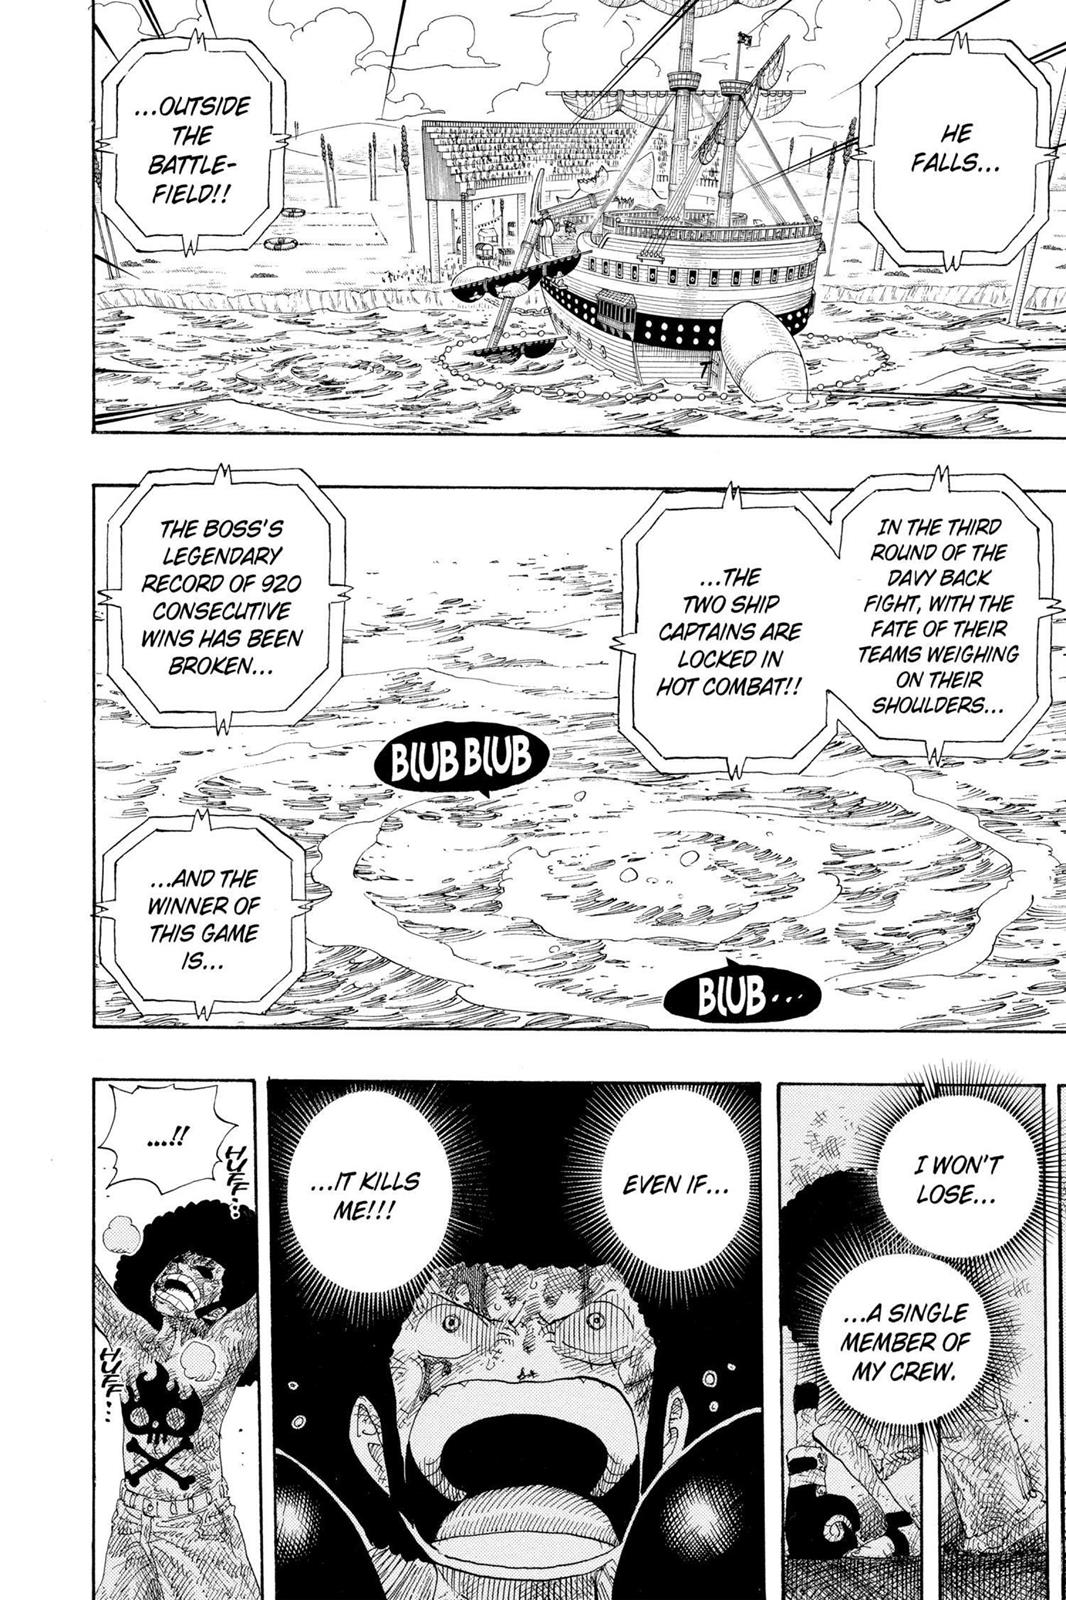 HE
FALLS...
...OUTSIDE
THE
BATTLE-
FIELD!!
IN THE THIRD
ROUND OF THE
DAVY BACK
FIGHT, WITH THE
FATE OF THEIR
TEAMS WEIGHING
ON THEIR
SHOULDERS...
...THE
TWO SHIP
CAPTAINS ARE
LOCKED IN
HOT COMBAT!!
THE BOSS'S
LEGENDARY
RECORD OF 920
CONSECUTIVE
WINS HAS BEEN
BROKEN...
BLUB BLUB
...AND THE
WINNER OF
THIS GAME
IS...
BLUB...
I WON'T
LOSE...
...A SINGLE
MEMBER OF
MY CREW.
EVEN IF...
...IT KILLS
ME!!!
....!!
HUFF...
HUFF...